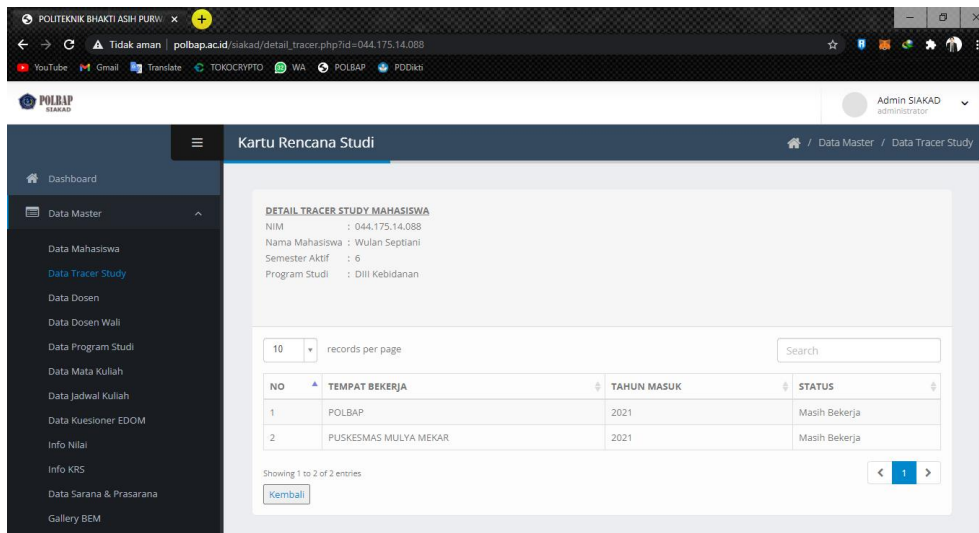 POLITEKNIK BHAKTI ASIH PURW
Tidak aman | polbap.ac.id/siakad/detail_tracer.php?id=044.175.14.088
YouTube Gmail Translate TOKOCRYPTO WA POLBAP PDDikti
POLBAP
SIAKAD
Admin SIAKAD
administrator
Kartu Rencana Studi
/ Data Master / Data Tracer Study
Dashboard
Data Master
Data Mahasiswa
Data Tracer Study
Data Dosen
Data Dosen Wali
Data Program Studi
Data Mata Kuliah
Data Jadwal Kuliah
Data Kuesioner EDOM
Info Nilai
Info KRS
Data Sarana & Prasarana
Gallery BEM
DETAIL TRACER STUDY MAHASISWA
NIM : 044.175.14.088
Nama Mahasiswa : Wulan Septiani
Semester Aktif : 6
Program Studi : DIII Kebidanan
10 records per page
Search
NO TEMPAT BEKERJA TAHUN MASUK STATUS
1 POLBAP 2021 Masih Bekerja
2 PUSKESMAS MULYA MEKAR 2021 Masih Bekerja
Showing 1 to 2 of 2 entries
< 1 >
Kembali